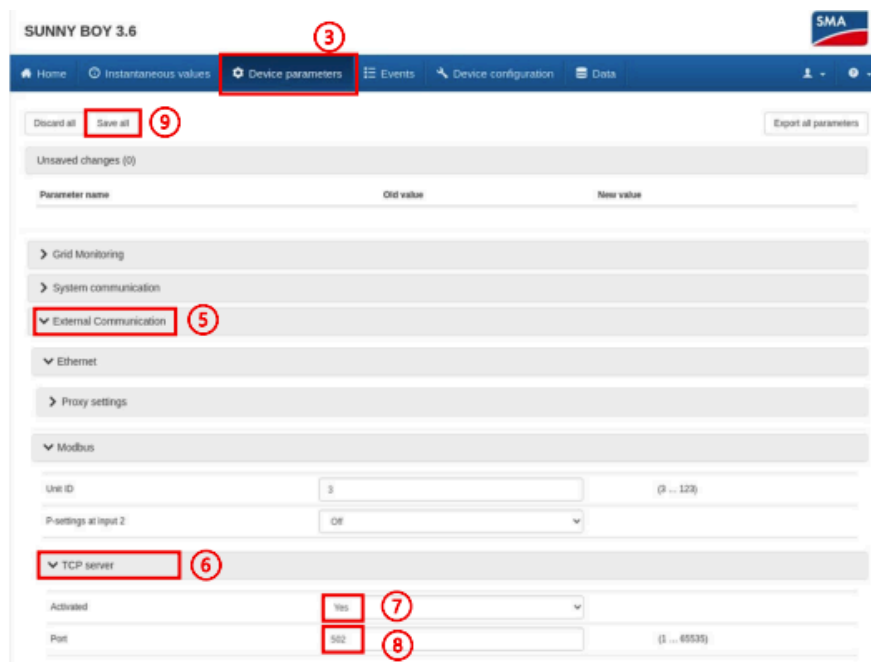 SUNNY BOY 3.6
SMA
③
Home Instantaneous values Device parameters Events Device configuration Data
Discard all Save all ⑨ Export all parameters
Unsaved changes (0)
Parameter name Old value New value
Grid Monitoring
System communication
External Communication ⑤
Ethernet
Proxy settings
Modbus
Unit ID 3 (3 ... 123)
P-settings at input 2 Off
TCP server ⑥
Activated Yes ⑦
Port 502 ⑧ (1 ... 65535)